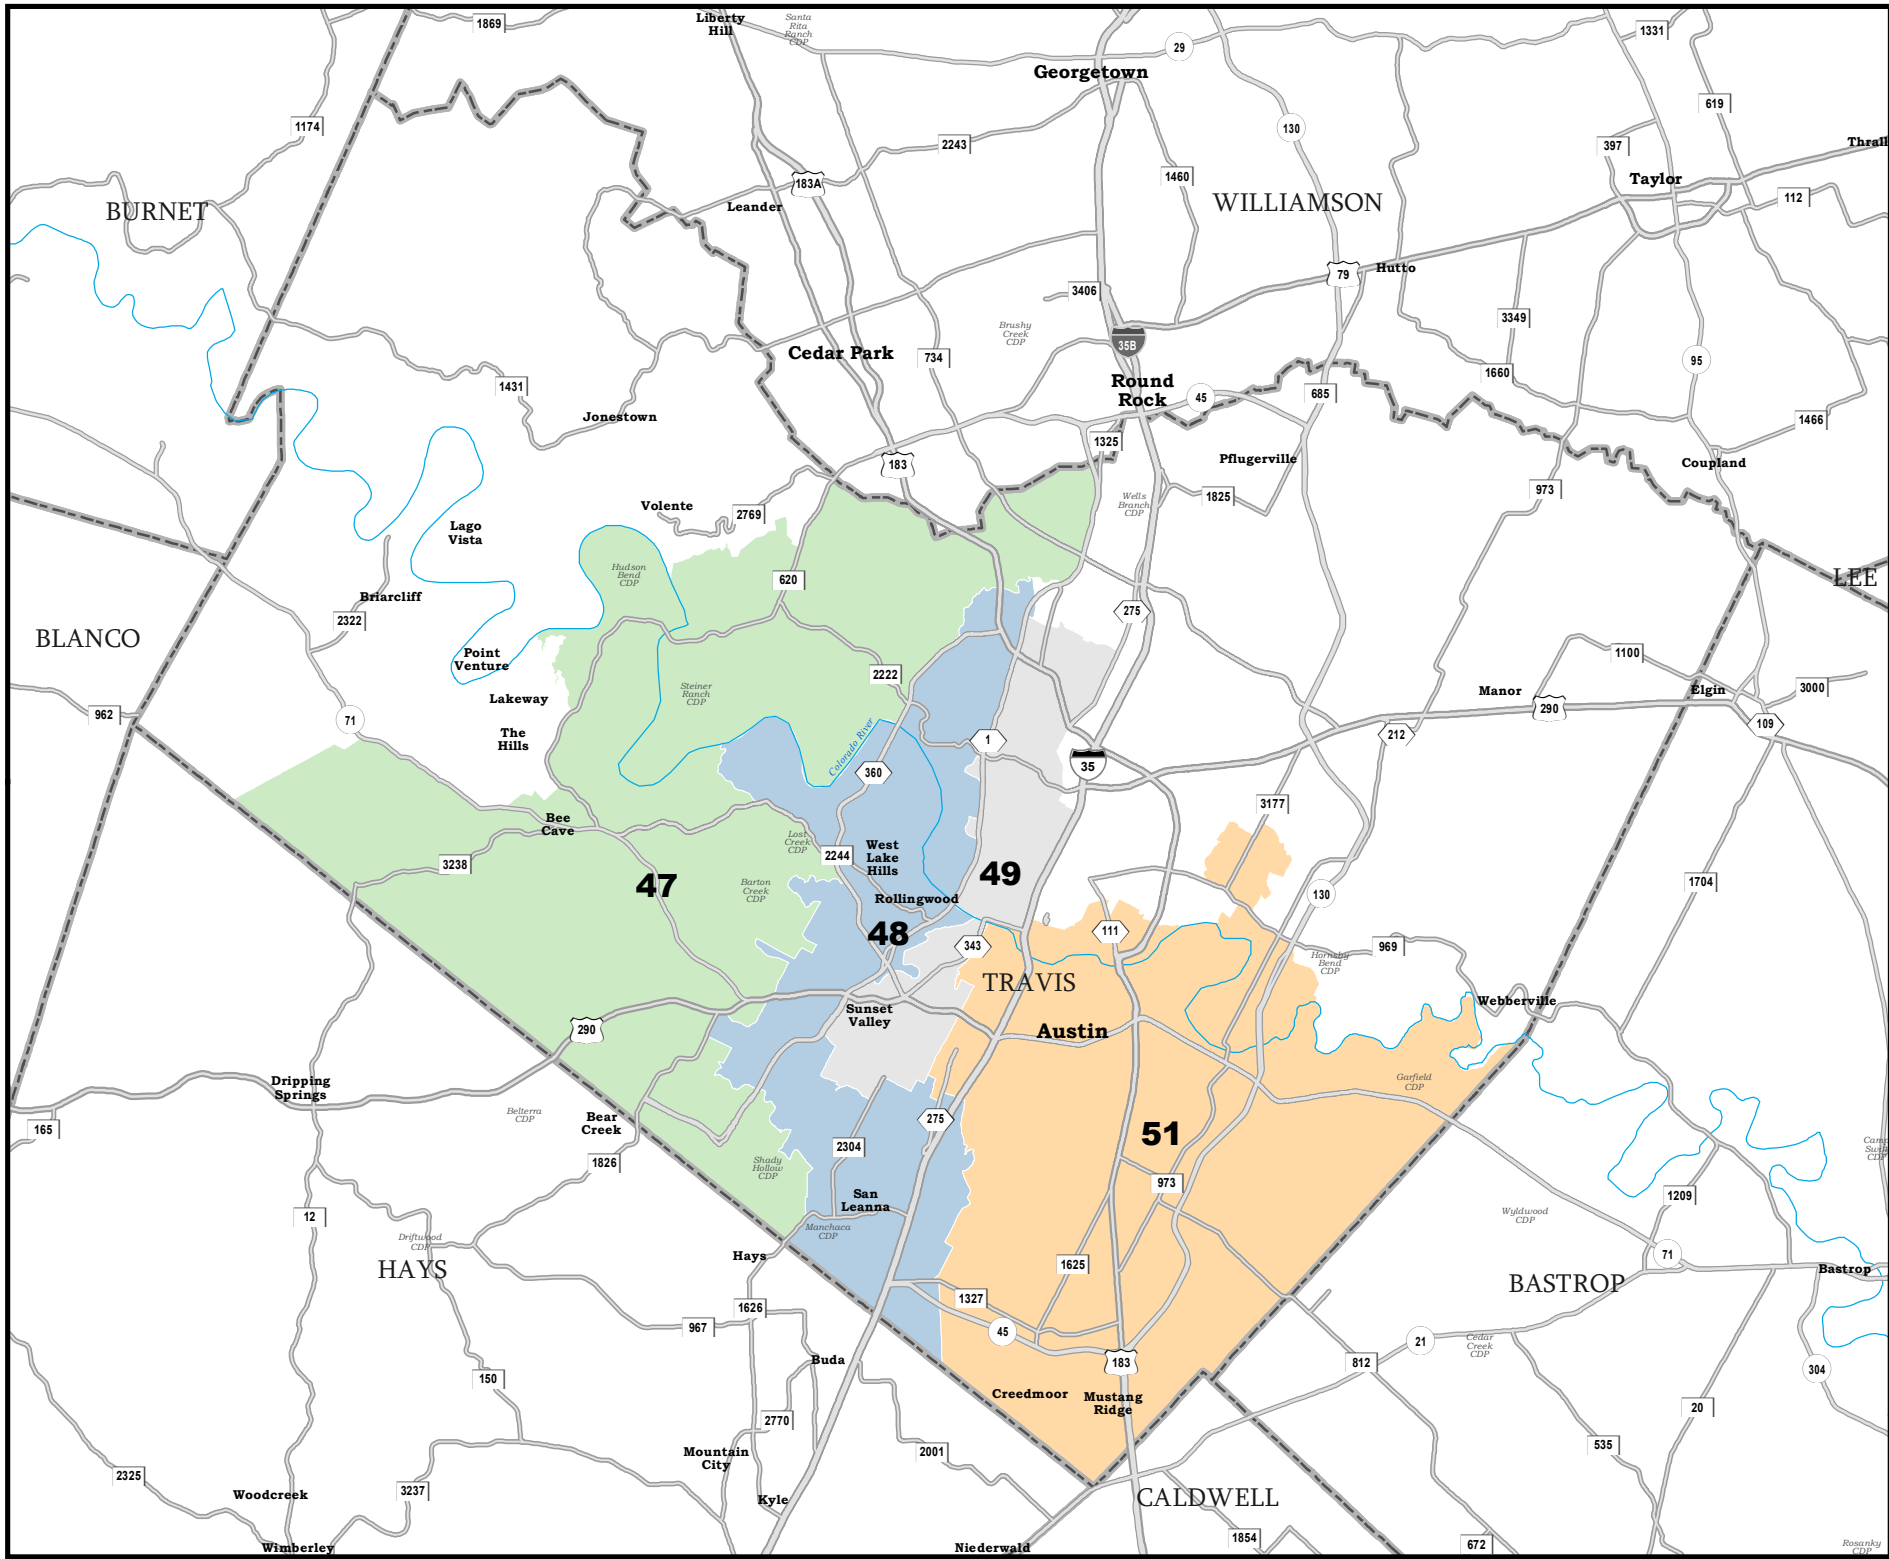 1869
Liberty
Hill
Santa
Rita
Ranch
CDP
29
1331
Georgetown
619
1174
130
2243
397
Thrall
1460
Taylor
183A
112
Leander
WILLIAMSON
BURNET
79
Hutto
3406
3349
Brushy
Creek
CDP
35B
Cedar Park
734
95
1660
1431
Round
Rock
45
685
Jonestown
1466
1325
183
Pflugerville
Coupland
973
1825
Wells
Branch
CDP
Volente
2769
Lago
Vista
Hudson
Bend
CDP
620
LEE
Briarcliff
275
2322
BLANCO
1100
Point
Venture
2222
3000
Steiner
Ranch
CDP
Lakeway
Manor
Elgin
290
962
71
109
The
Hills
Colorado River
1
212
35
360
3177
Bee
Cave
Lost
Creek
CDP
2244
West
Lake
Hills
3238
49
1704
47
Barton
Creek
CDP
130
Rollingwood
48
343
111
969
Hornsby
Bend
CDP
TRAVIS
Webberville
Sunset
Valley
290
Austin
Dripping
Springs
Garfield
CDP
Belterra
CDP
Bear
Creek
275
165
51
2304
Camp
Swift
CDP
1826
Shady
Hollow
CDP
973
San
Leanna
1209
12
Wyldwood
CDP
Manchaca
CDP
Driftwood
CDP
Hays
71
HAYS
1625
Bastrop
BASTROP
1327
1626
967
45
21
Cedar
Creek
CDP
Buda
183
812
304
150
Creedmoor
Mustang
Ridge
20
2770
535
Mountain
City
2001
2325
3237
Woodcreek
Kyle
CALDWELL
1854
672
Wimberley
Niederwald
Rosanky
CDP